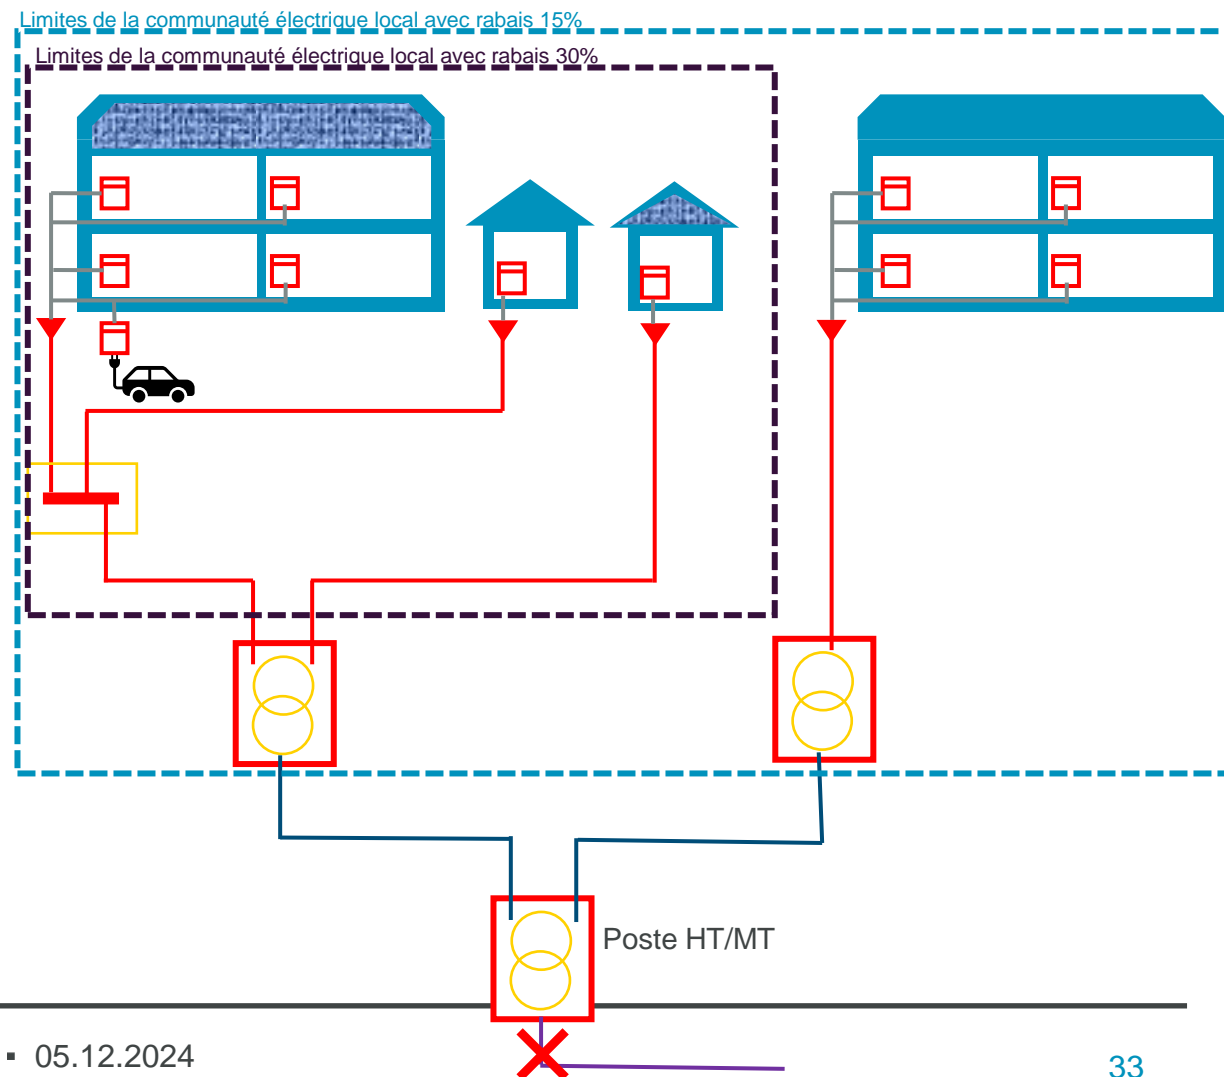 Limites de la communauté électrique local avec rabais 15%
Limites de la communauté électrique local avec rabais 30%
Poste HT/MT
▪ 05.12.2024
33